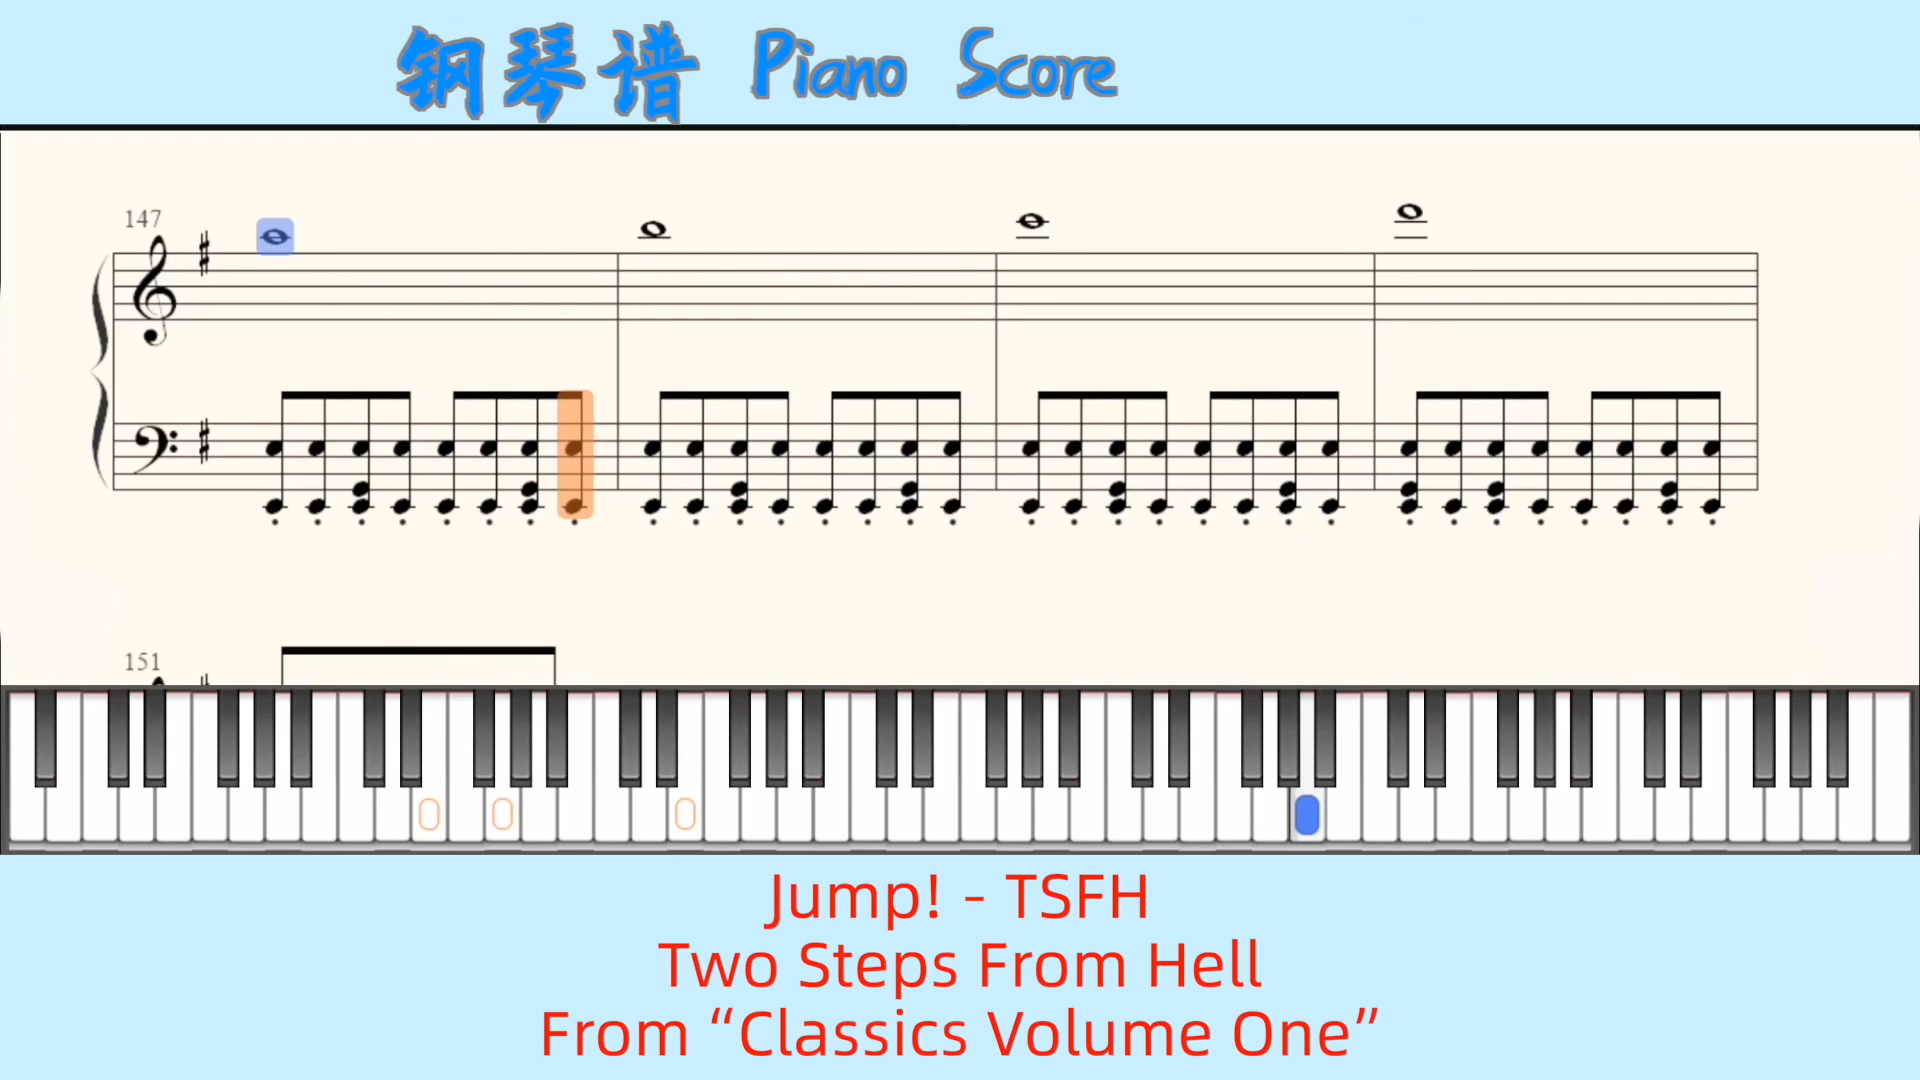 钢琴谱 Piano Score
147
151
Jump! - TSFH
Two Steps From Hell
From “Classics Volume One”